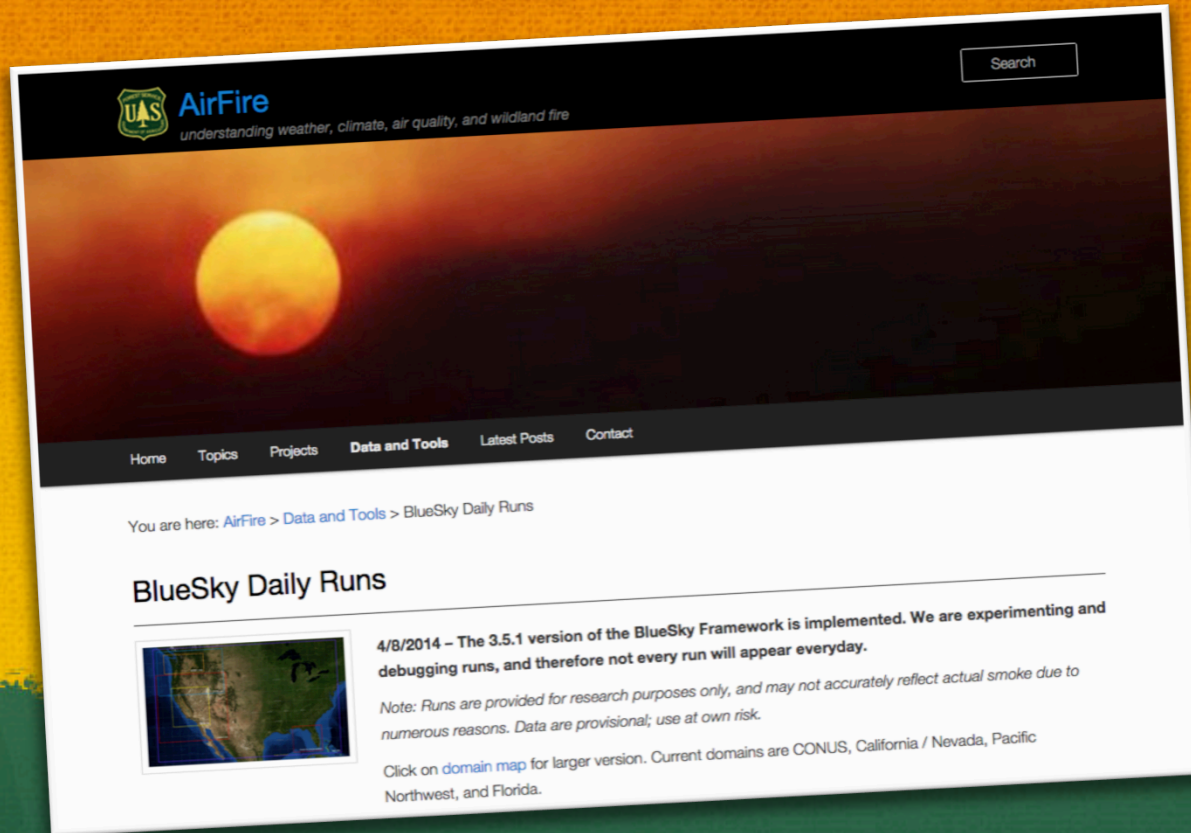 Search
UAS
AirFire
understanding weather, climate, air quality, and wildland fire
Home Topics Projects Data and Tools Latest Posts Contact
You are here: AirFire > Data and Tools > BlueSky Daily Runs
BlueSky Daily Runs
4/8/2014 – The 3.5.1 version of the BlueSky Framework is implemented. We are experimenting and
debugging runs, and therefore not every run will appear everyday.
Note: Runs are provided for research purposes only, and may not accurately reflect actual smoke due to
numerous reasons. Data are provisional; use at own risk.
Click on domain map for larger version. Current domains are CONUS, California / Nevada, Pacific
Northwest, and Florida.